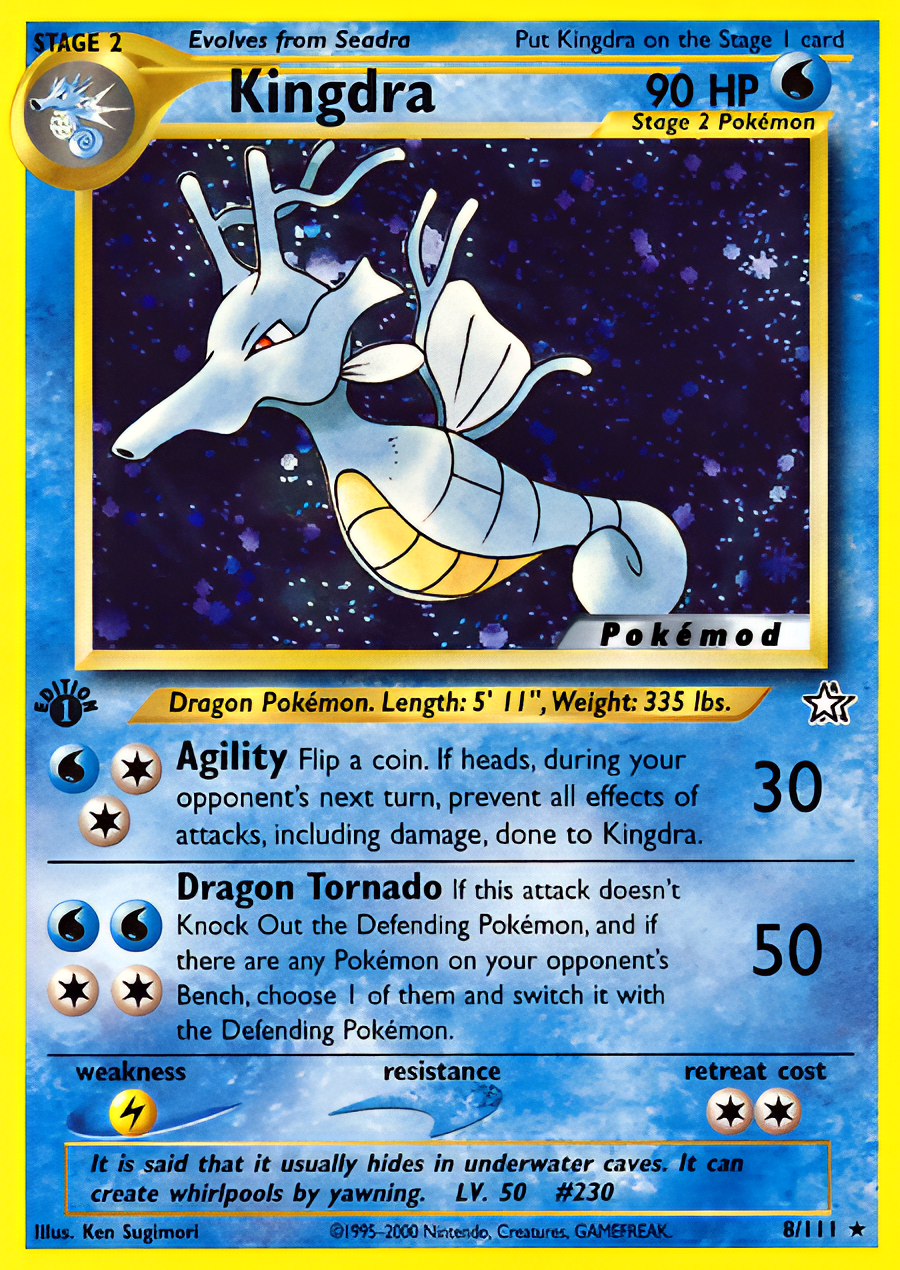 STAGE 2 Evolves from Seadra Put Kingdra on the Stage 1 card
Kingdra 90 HP
Stage 2 Pokémon
Pokémod
EDITION
1
Dragon Pokémon. Length: 5' 11", Weight: 335 lbs.
Agility Flip a coin. If heads, during your
opponent's next turn, prevent all effects of
attacks, including damage, done to Kingdra.
30
Dragon Tornado If this attack doesn't
Knock Out the Defending Pokémon, and if
there are any Pokémon on your opponent's
Bench, choose 1 of them and switch it with
the Defending Pokémon.
50
weakness resistance retreat cost
It is said that it usually hides in underwater caves. It can
create whirlpools by yawning. LV. 50 #230
Illus. Ken Sugimori ©1995-2000 Nintendo, Creatures, GAMEFREAK. 8/111 ★